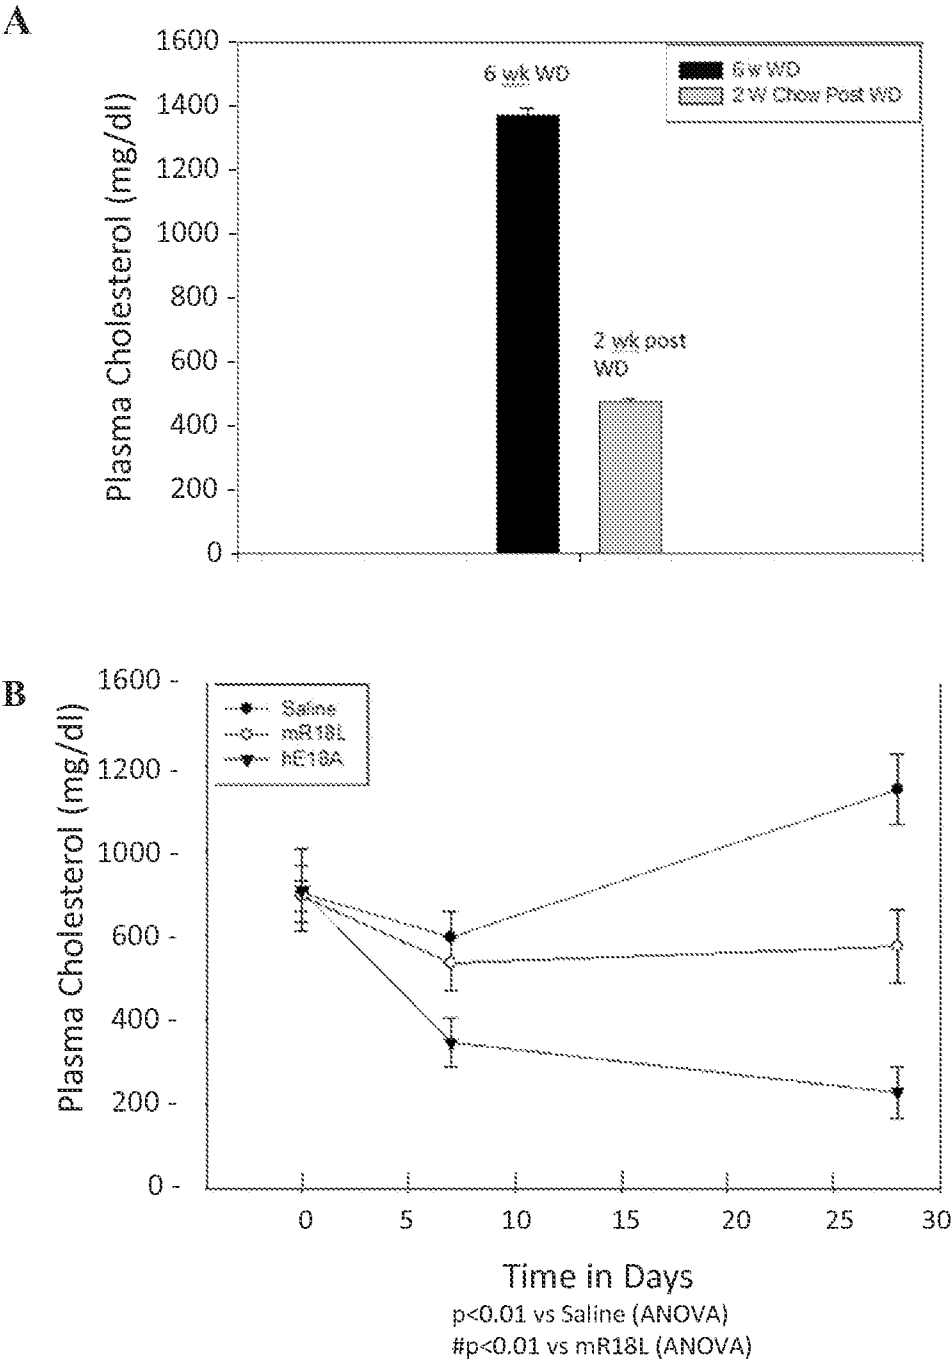 A
1600
1400
1200
1000
800
600
400
200
0
Plasma Cholesterol (mg/dl)
6 wk WD
2 wk post
WD
6 w WD
2 W Chow Post WD
B
1600
1200
1000
600
400
200
0
Plasma Cholesterol (mg/dl)
Saline
mR18L
hE18A
0 5 10 15 20 25 30
Time in Days
p<0.01 vs Saline (ANOVA)
#p<0.01 vs mR18L (ANOVA)